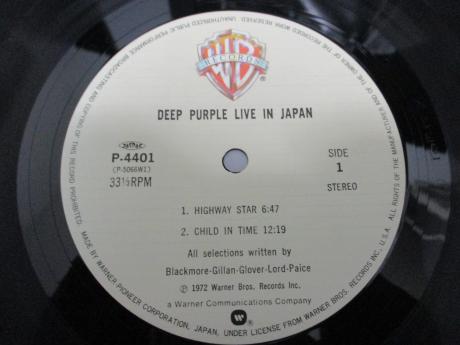 UNAUTHORIZED PUBLIC PERFORMANCE BROADCASTING AND COPYING OF THIS RECORD PROHIBITED.
ALL RIGHTS OF THE MANUFACTURER AND OF THE OWNER OF THE RECORDED WORK RESERVED.
WB
RECORDS
DEEP PURPLE LIVE IN JAPAN
P-4401
(P-5066W1)
33⅓RPM
SIDE
1
STEREO
1. HIGHWAY STAR 6:47
2. CHILD IN TIME 12:19
All selections written by
Blackmore-Gillan-Glover-Lord-Paice
Ⓟ 1972 Warner Bros. Records Inc.
a Warner Communications Company
MADE BY WARNER PIONEER CORPORATION, JAPAN, UNDER LICENSE FROM WARNER BROS. RECORDS INC., U.S.A.